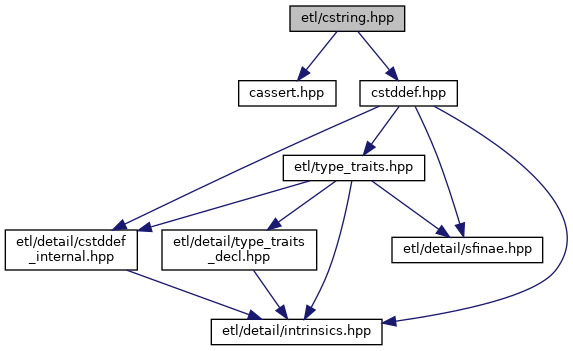 etl/cstring.hpp
cassert.hpp
cstddef.hpp
etl/type_traits.hpp
etl/detail/cstddef
_internal.hpp
etl/detail/type_traits
_decl.hpp
etl/detail/sfinae.hpp
etl/detail/intrinsics.hpp